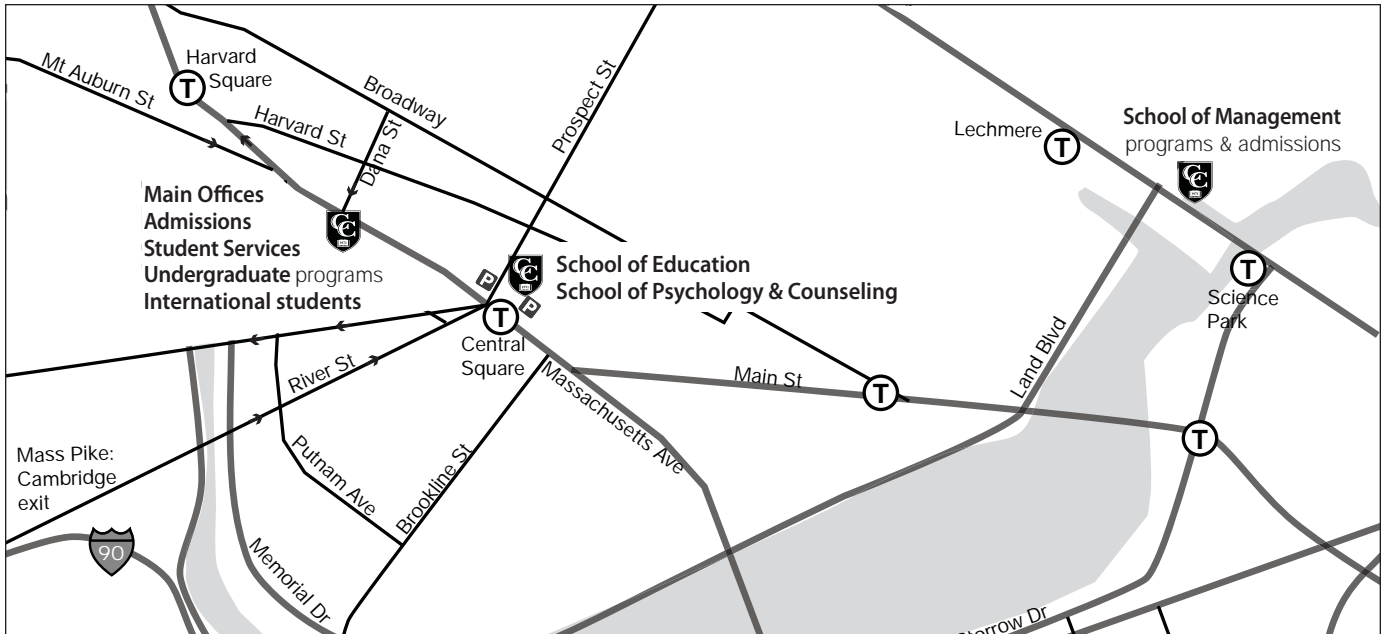 Harvard
Square
T
Mt Auburn St
Broadway
Harvard St
Dana St
Prospect St
Lechmere
T
School of Management
programs & admissions
CC
Main Offices
Admissions
Student Services
Undergraduate programs
International students
CC
P
CC
P
School of Education
School of Psychology & Counseling
T
Central
Square
T
Science
Park
River St
Massachusetts Ave
Main St
T
Land Blvd
T
Mass Pike:
Cambridge
exit
Putnam Ave
Brookline St
90
Memorial Dr
Storrow Dr